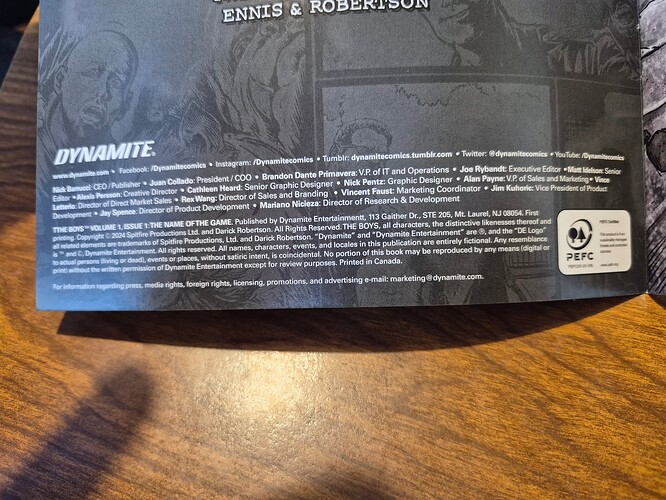 ENNIS & ROBERTSON
DYNAMITE.
www.dynamite.com • Facebook: /Dynamitecomics • Instagram: /Dynamitecomics • Tumblr: dynamitecomics.tumblr.com • Twitter: @dynamitecomics • YouTube: /Dynamitecomics
Nick Barrucci: CEO / Publisher • Juan Collado: President / COO • Brandon Dante Primavera: V.P. of IT and Operations • Joe Rybandt: Executive Editor • Matt Idelson: Senior
Editor • Alexis Persson: Creative Director • Cathleen Heard: Senior Graphic Designer • Nick Pentz: Graphic Designer • Alan Payne: V.P. of Sales and Marketing • Vince
Letterio: Director of Direct Market Sales • Rex Wang: Director of Sales and Branding • Vincent Faust: Marketing Coordinator • Jim Kuhoric: Vice President of Product
Development • Jay Spence: Director of Product Development • Mariano Nicieza: Director of Research & Development
"THE BOYS"™ VOLUME 1, ISSUE 1: THE NAME OF THE GAME. Published by Dynamite Entertainment, 113 Gaither Dr., STE 205, Mt. Laurel, NJ 08054. First
printing. Copyright © 2024 Spitfire Productions Ltd. and Darick Robertson. ALL RIGHTS RESERVED. THE BOYS, all characters, the distinctive likenesses thereof and
all related elements are trademarks of Spitfire Productions, Ltd. and Darick Robertson. "Dynamite" and "Dynamite Entertainment" are ®, and the "DE Logo"
is ™ and ©, Dynamite Entertainment. All rights reserved. All names, characters, events, and locales in this publication are entirely fictional. Any resemblance
to actual persons (living or dead), events or places, without satiric intent, is coincidental. No portion of this book may be reproduced by any means (digital or
print) without the written permission of Dynamite Entertainment except for review purposes. Printed in Canada.
For information regarding press, media rights, foreign rights, licensing, promotions, and advertising e-mail: marketing@dynamite.com.
PEFC
PEFC Certified